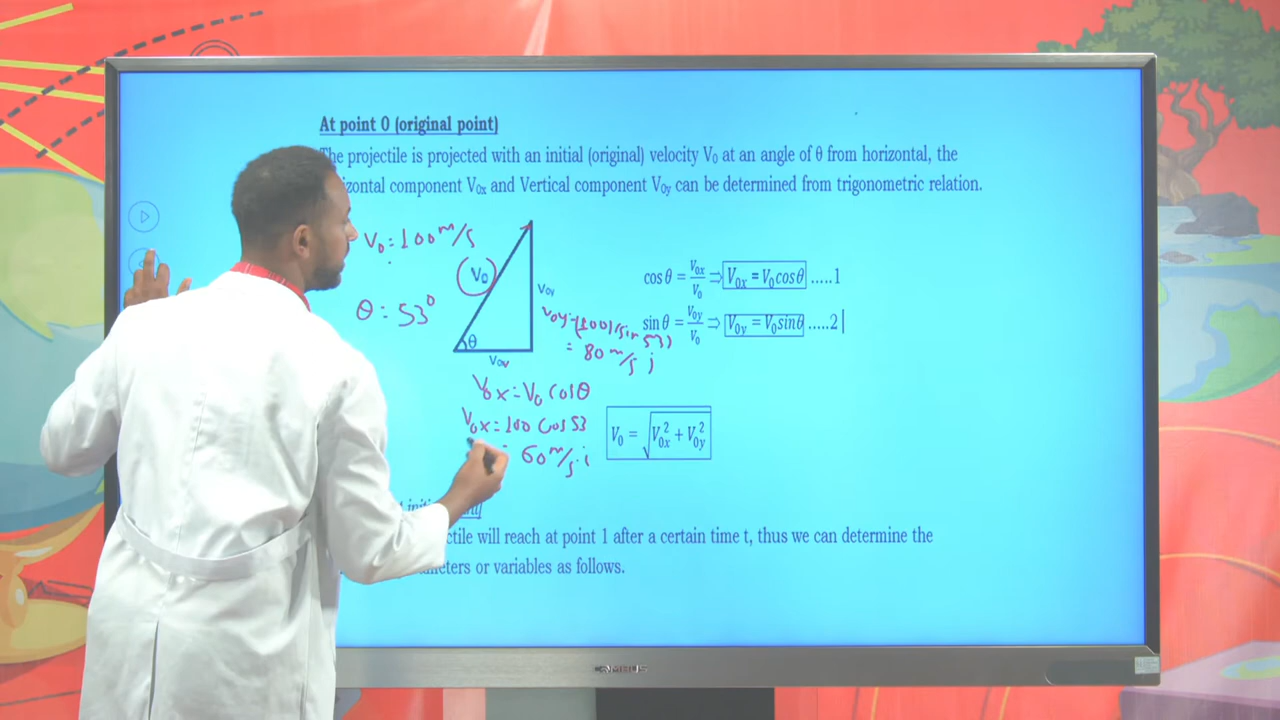 At point 0 (original point)
The projectile is projected with an initial (original) velocity V₀ at an angle of θ from horizontal, the
izontal component V₀ₓ and Vertical component V₀ᵧ can be determined from trigonometric relation.
V₀ = 100 m/s
V₀
θ = 53°
θ
V₀ᵧ
V₀ₓ
V₀y = (100)(sin 53)
= 80 m/s j
cos θ = V₀ₓ/V₀ ⇒ V₀ₓ = V₀cosθ .....1
sin θ = V₀ᵧ/V₀ ⇒ V₀ᵧ = V₀sinθ .....2
V₀x = V₀ cosθ
V₀x = 100 cos 53
60 m/s i
V₀ = √(V₀ₓ² + V₀ᵧ²)
ctile will reach at point 1 after a certain time t, thus we can determine the
meters or variables as follows.